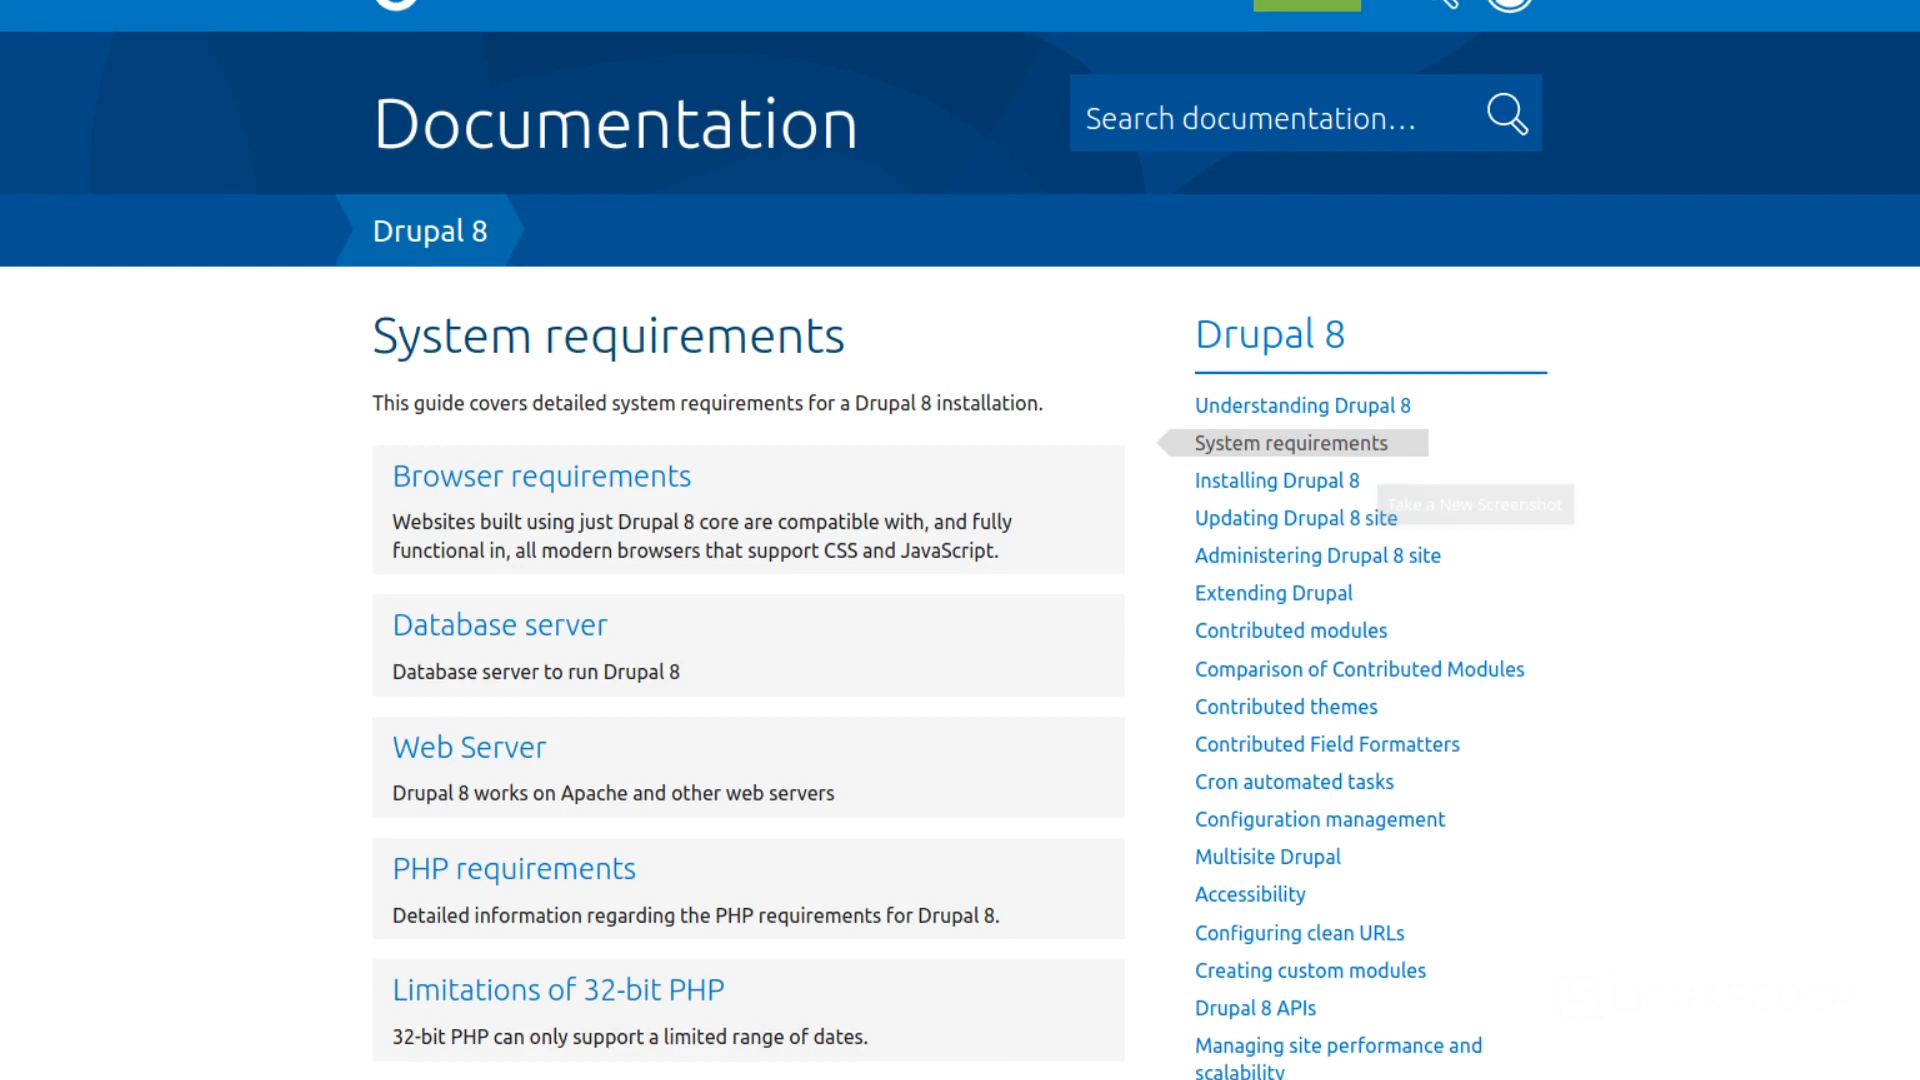 Documentation
Search documentation...
Drupal 8
System requirements
This guide covers detailed system requirements for a Drupal 8 installation.
Browser requirements
Websites built using just Drupal 8 core are compatible with, and fully
functional in, all modern browsers that support CSS and JavaScript.
Database server
Database server to run Drupal 8
Web Server
Drupal 8 works on Apache and other web servers
PHP requirements
Detailed information regarding the PHP requirements for Drupal 8.
Limitations of 32-bit PHP
32-bit PHP can only support a limited range of dates.
Drupal 8
Understanding Drupal 8
System requirements
Installing Drupal 8
Take a New Screenshot
Updating Drupal 8 site
Administering Drupal 8 site
Extending Drupal
Contributed modules
Comparison of Contributed Modules
Contributed themes
Contributed Field Formatters
Cron automated tasks
Configuration management
Multisite Drupal
Accessibility
Configuring clean URLs
Creating custom modules
Drupal 8 APIs
Managing site performance and
scalability